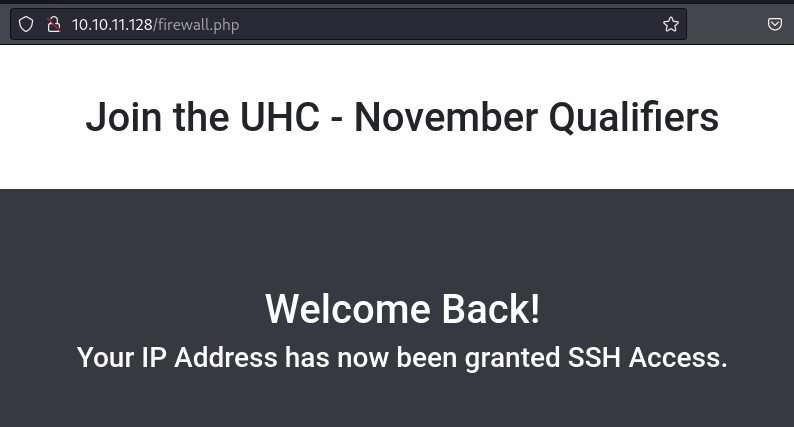 10.10.11.128/firewall.php
Join the UHC - November Qualifiers
Welcome Back!
Your IP Address has now been granted SSH Access.